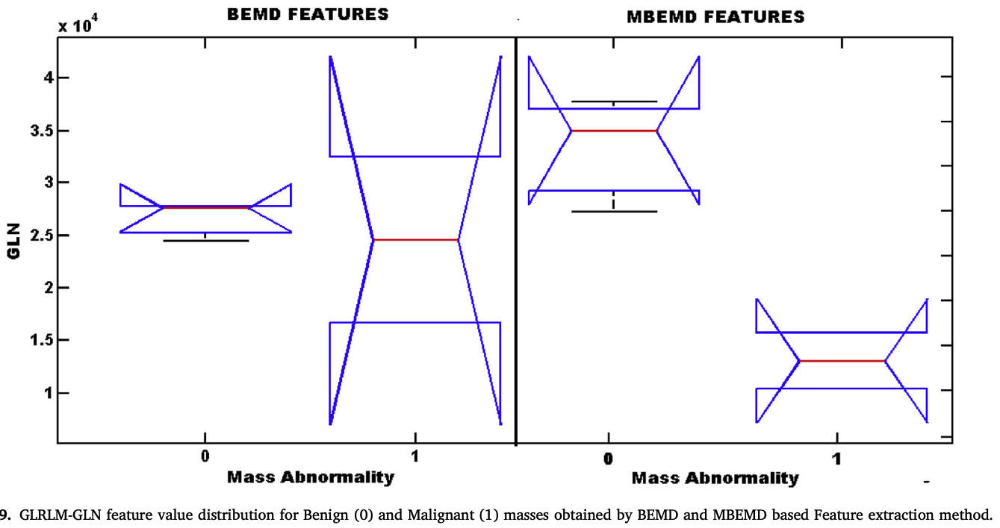 BEMD FEATURES
MBEMD FEATURES
x 10^4
4
3.5
3
2.5
2
1.5
1
GLN
0
1
0
1
Mass Abnormality
Mass Abnormality
9. GLRLM-GLN feature value distribution for Benign (0) and Malignant (1) masses obtained by BEMD and MBEMD based Feature extraction method.